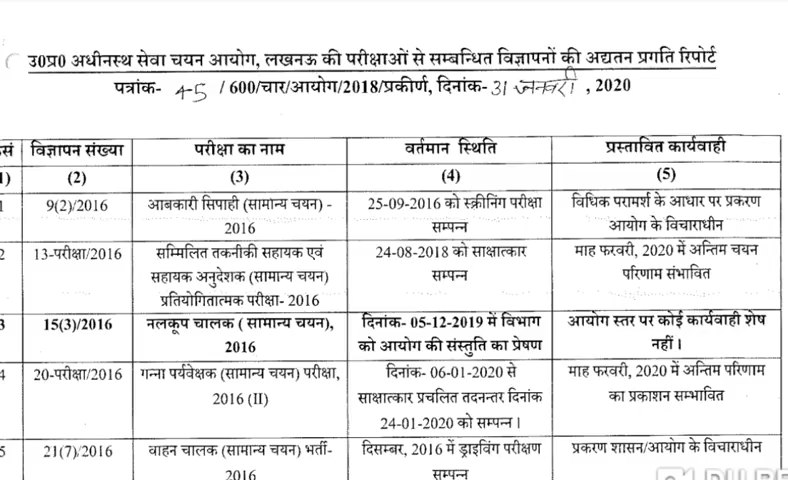 उ0प्र0 अधीनस्थ सेवा चयन आयोग, लखनऊ की परीक्षाओं से सम्बन्धित विज्ञापनों की अद्यतन प्रगति रिपोर्ट
पत्रांक- 45 / 600/चार/आयोग/2018/प्रकीर्ण, दिनांक- 31 जनवरी, 2020
विज्ञापन संख्या परीक्षा का नाम वर्तमान स्थिति प्रस्तावित कार्यवाही
1) (2) (3) (4) (5)
1 9(2)/2016 आबकारी सिपाही (सामान्य चयन) - 25-09-2016 को स्क्रीनिंग परीक्षा विधिक परामर्श के आधार पर प्रकरण
2016 सम्पन्न आयोग के विचाराधीन
2 13-परीक्षा/2016 सम्मिलित तकनीकी सहायक एवं 24-08-2018 को साक्षात्कार माह फरवरी, 2020 में अन्तिम चयन
सहायक अनुदेशक (सामान्य चयन) सम्पन्न परिणाम संभावित
प्रतियोगितात्मक परीक्षा- 2016
3 15(3)/2016 नलकूप चालक ( सामान्य चयन), दिनांक- 05-12-2019 में विभाग आयोग स्तर पर कोई कार्यवाही शेष
2016 को आयोग की संस्तुति का प्रेषण नहीं ।
4 20-परीक्षा/2016 गन्ना पर्यवेक्षक (सामान्य चयन) परीक्षा, दिनांक- 06-01-2020 से माह फरवरी, 2020 में अन्तिम परिणाम
2016 (II) साक्षात्कार प्रचलित तदनन्तर दिनांक का प्रकाशन सम्भावित
24-01-2020 को सम्पन्न ।
5 21(7)/2016 वाहन चालक (सामान्य चयन) भर्ती- दिसम्बर, 2016 में ड्राइविंग परीक्षण प्रकरण शासन/आयोग के विचाराधीन
2016 सम्पन्न